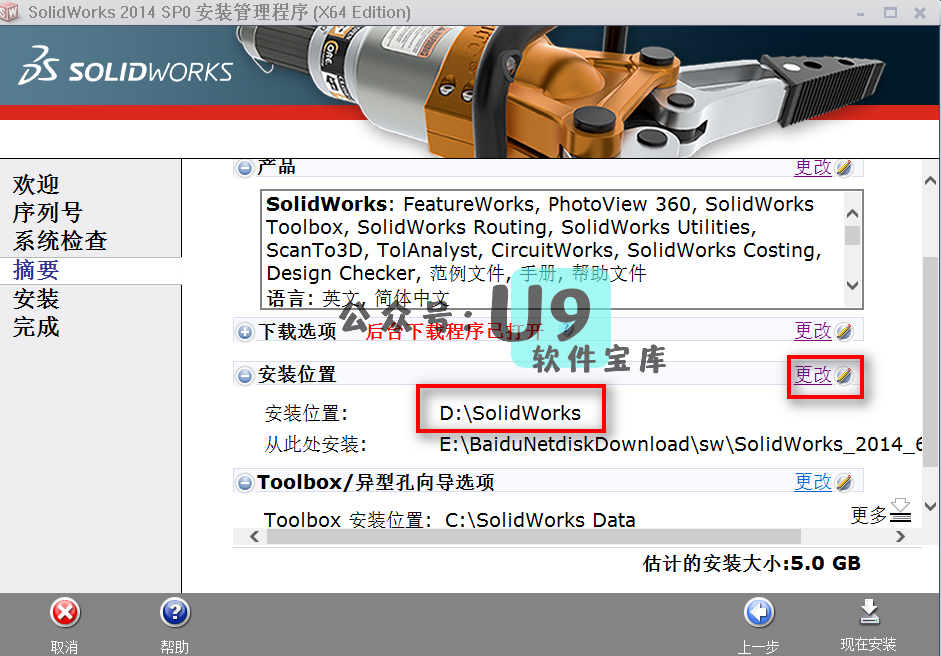 SolidWorks 2014 SP0 安装管理程序 (X64 Edition)
SOLIDWORKS
ONE
欢迎
序列号
系统检查
摘要
安装
完成
产品 更改
SolidWorks: FeatureWorks, PhotoView 360, SolidWorks
Toolbox, SolidWorks Routing, SolidWorks Utilities,
ScanTo3D, TolAnalyst, CircuitWorks, SolidWorks Costing,
Design Checker, 范例文件, 手册, 帮助文件
语言: 英文, 简体中文
公众号: U9
软件宝库
下载选项 后台下载程序已打开 更改
安装位置 更改
安装位置: D:\SolidWorks
从此处安装: E:\BaiduNetdiskDownload\sw\SolidWorks_2014_6
Toolbox/异型孔向导选项 更改
Toolbox 安装位置: C:\SolidWorks Data
更多
估计的安装大小:5.0 GB
取消 帮助 上一步 现在安装